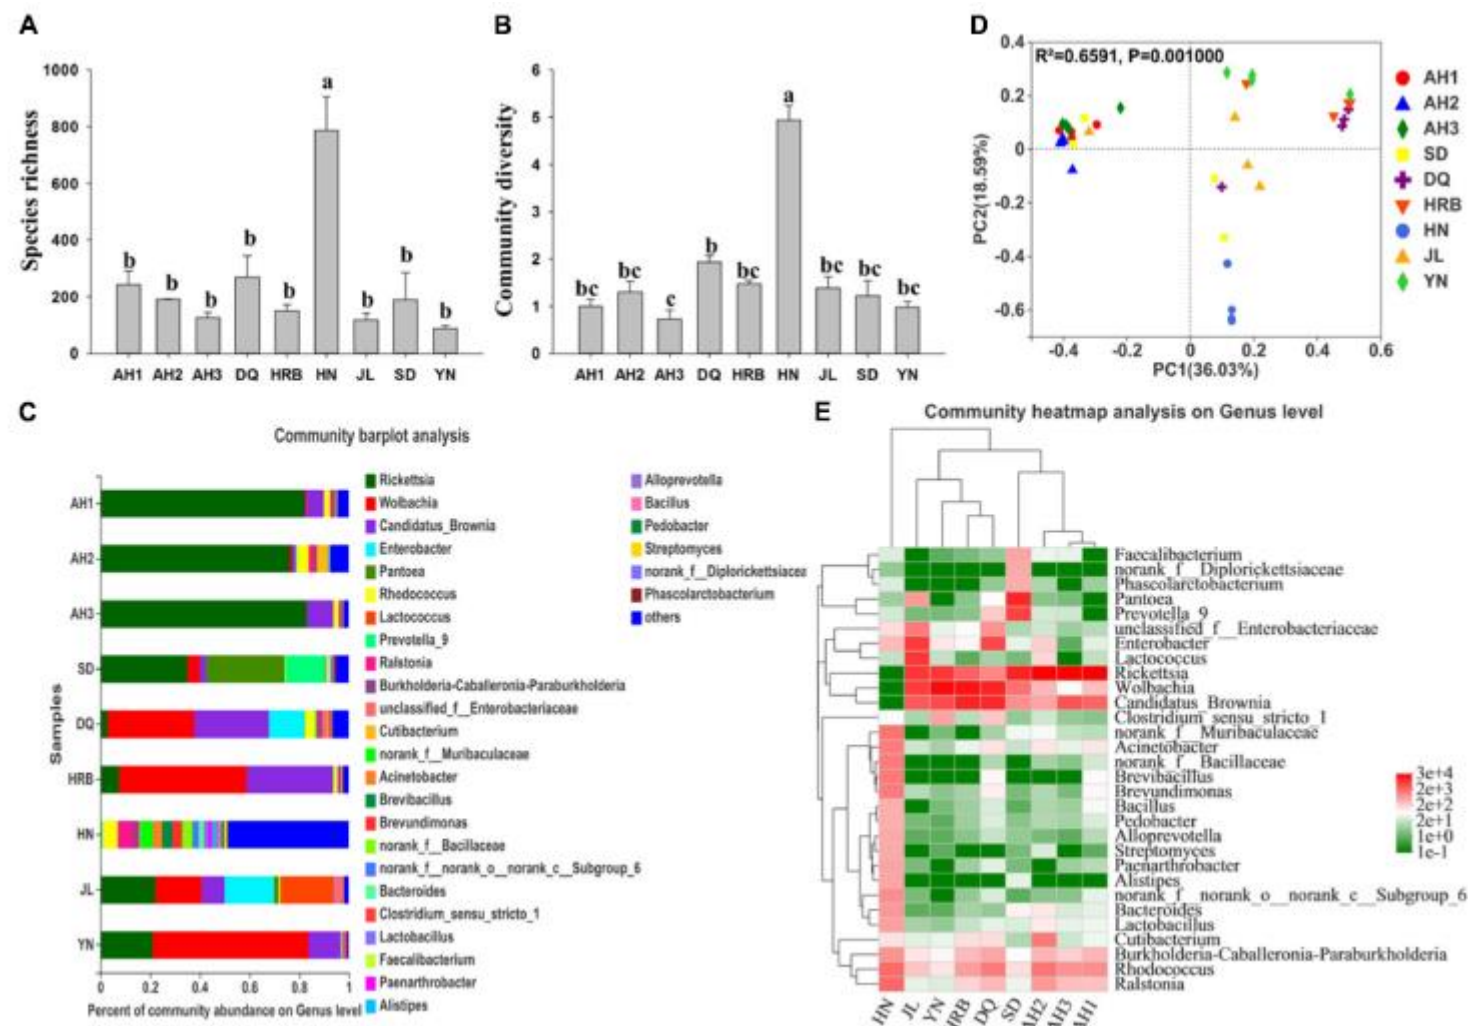 A
Species richness
1000
800
600
400
200
0
a
b
b
b
b
b
b
b
b
AH1 AH2 AH3 DQ HRB HN JL SD YN
B
Community diversity
6
5
4
3
2
1
0
a
bc
bc
c
b
bc
bc
bc
bc
AH1 AH2 AH3 DQ HRB HN JL SD YN
D
R²=0.6591, P=0.001000
PC2(18.59%)
0.4
0.2
0
-0.2
-0.4
-0.6
-0.4 -0.2 0 0.2 0.4 0.6
PC1(36.03%)
AH1
AH2
AH3
SD
DQ
HRB
HN
JL
YN
C
Community barplot analysis
Samples
AH1
AH2
AH3
SD
DQ
HRB
HN
JL
YN
0 0.2 0.4 0.6 0.8 1
Percent of community abundance on Genus level
Rickettsia
Wolbachia
Candidatus_Brownia
Enterobacter
Pantoea
Rhodococcus
Lactococcus
Prevotella_9
Ralstonia
Burkholderia-Caballeronia-Paraburkholderia
unclassified_f__Enterobacteriaceae
Cutibacterium
norank_f__Muribaculaceae
Acinetobacter
Brevibacillus
Brevundimonas
norank_f__Bacillaceae
norank_f__norank_o__norank_c__Subgroup_6
Bacteroides
Clostridium_sensu_stricto_1
Lactobacillus
Faecalibacterium
Paenarthrobacter
Alistipes
Alloprevotella
Bacillus
Pedobacter
Streptomyces
norank_f__Diplorickettsiacea
Phascolarctobacterium
others
E
Community heatmap analysis on Genus level
Faecalibacterium
norank_f__Diplorickettsiaceae
Phascolarctobacterium
Pantoea
Prevotella_9
unclassified_f__Enterobacteriaceae
Enterobacter
Lactococcus
Rickettsia
Wolbachia
Candidatus_Brownia
Clostridium_sensu_stricto_1
norank_f__Muribaculaceae
Acinetobacter
norank_f__Bacillaceae
Brevibacillus
Brevundimonas
Bacillus
Pedobacter
Alloprevotella
Streptomyces
Paenarthrobacter
Alistipes
norank_f__norank_o__norank_c__Subgroup_6
Bacteroides
Lactobacillus
Cutibacterium
Burkholderia-Caballeronia-Paraburkholderia
Rhodococcus
Ralstonia
HN JL YN HRB DQ SD AH2 AH3 AH1
3e+4
2e+3
2e+2
2e+1
1e+0
1e-1